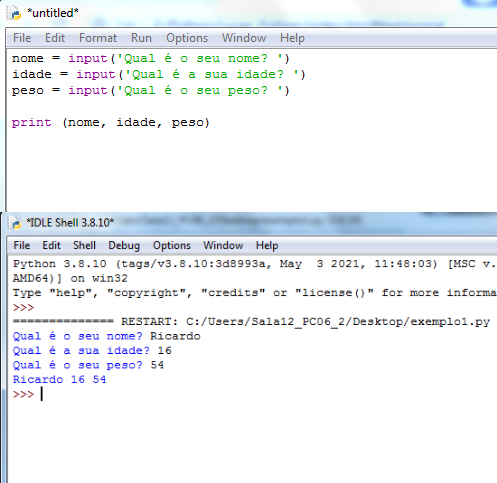 *untitled*
File Edit Format Run Options Window Help
nome = input('Qual é o seu nome? ')
idade = input('Qual é a sua idade? ')
peso = input('Qual é o seu peso? ')
print (nome, idade, peso)
*IDLE Shell 3.8.10*
File Edit Shell Debug Options Window Help
Python 3.8.10 (tags/v3.8.10:3d8993a, May 3 2021, 11:48:03) [MSC v.
AMD64)] on win32
Type "help", "copyright", "credits" or "license()" for more informa
>>>
============== RESTART: C:/Users/Sala12_PC06_2/Desktop/exemplo1.py
Qual é o seu nome? Ricardo
Qual é a sua idade? 16
Qual é o seu peso? 54
Ricardo 16 54
>>>